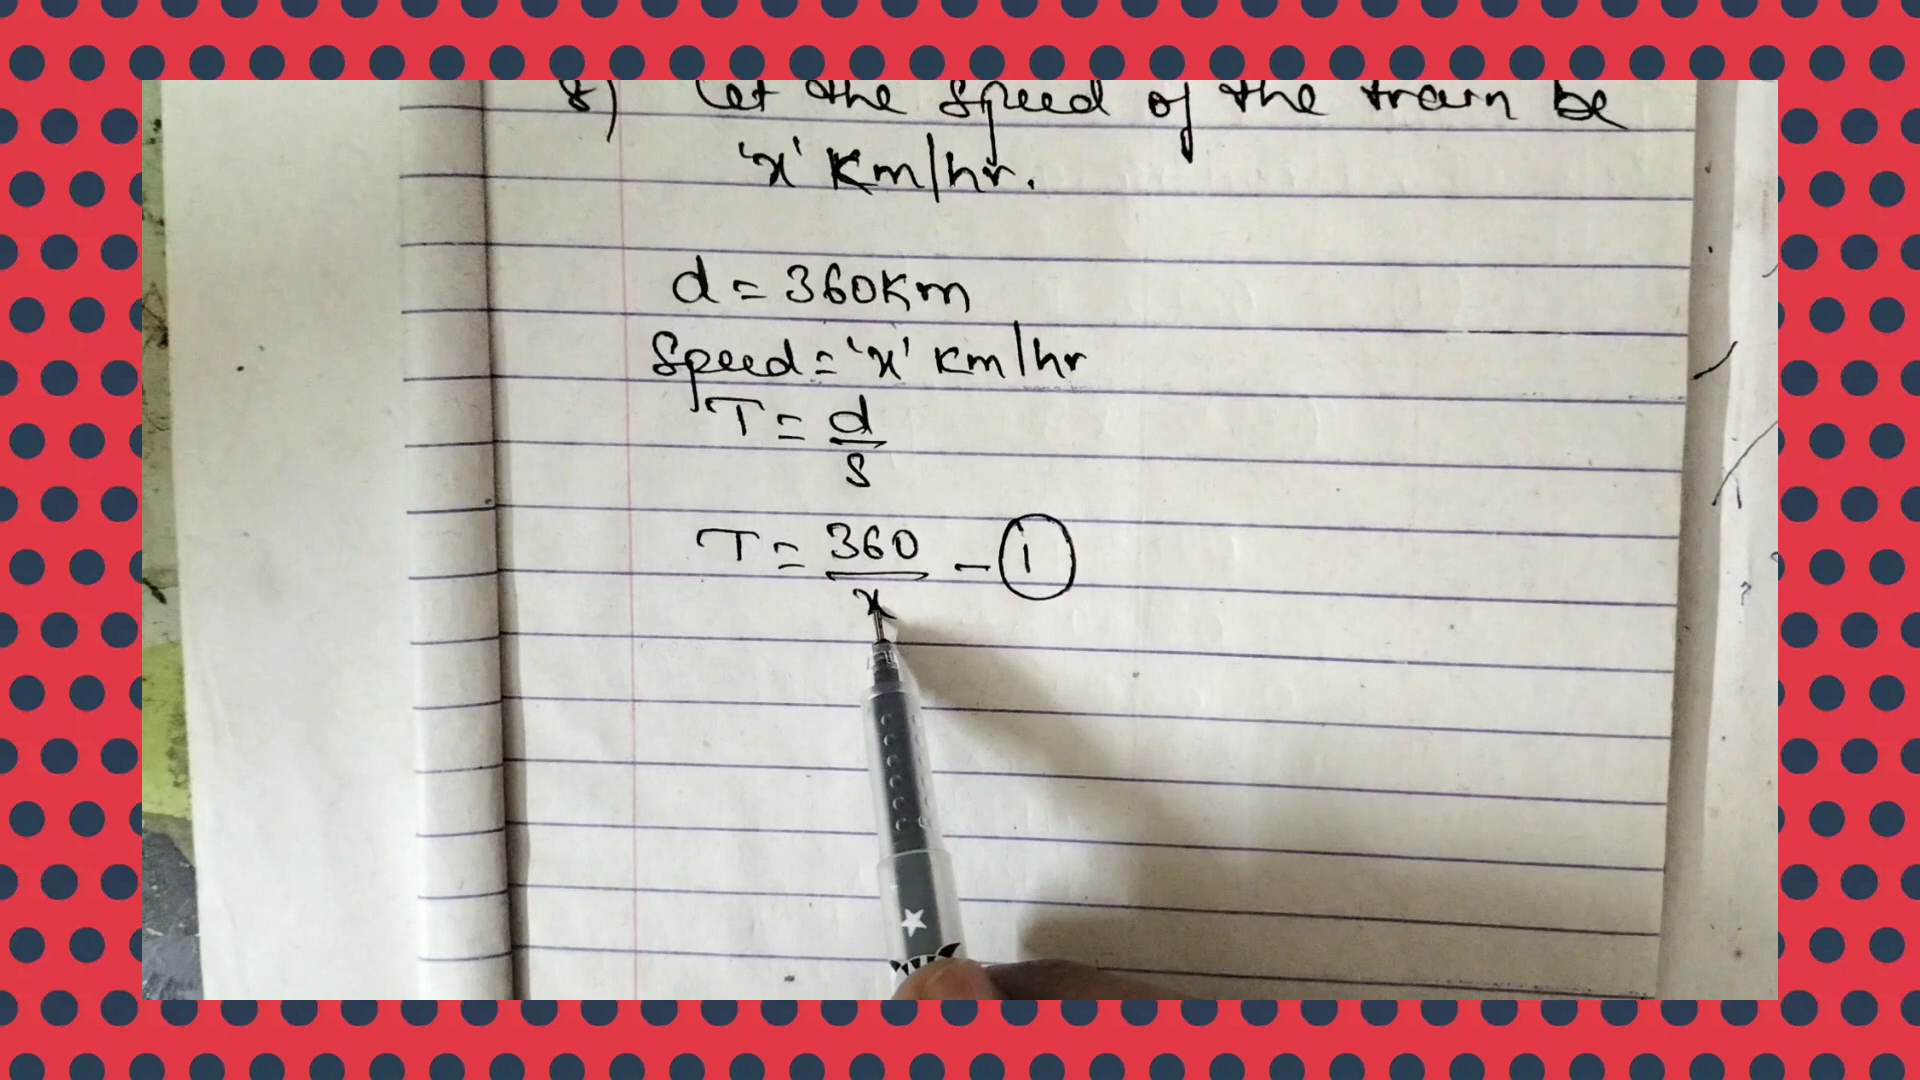 8) Let the speed of the train be
'x' Km/hr.
d = 360Km
Speed = 'x' km/hr
T = d/s
T = 360/x - (1)